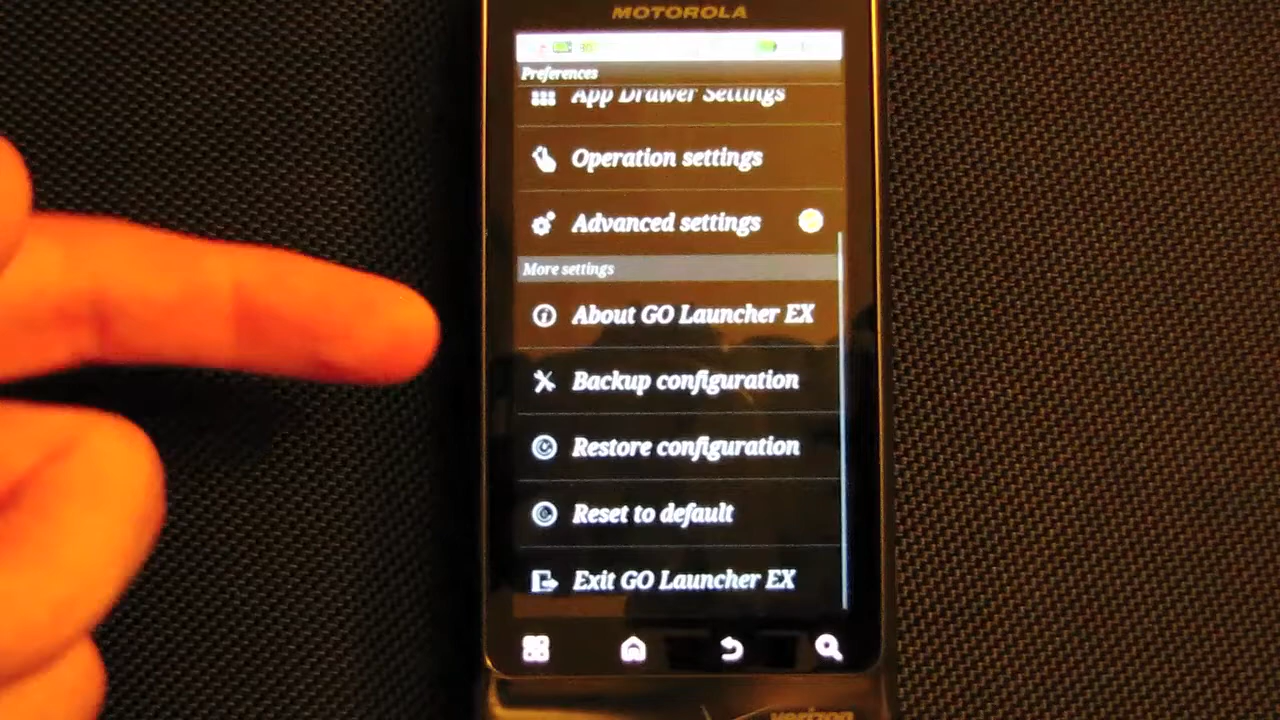 MOTOROLA
Preferences
App Drawer Settings
Operation settings
Advanced settings
More settings
About GO Launcher EX
Backup configuration
Restore configuration
Reset to default
Exit GO Launcher EX
verizon